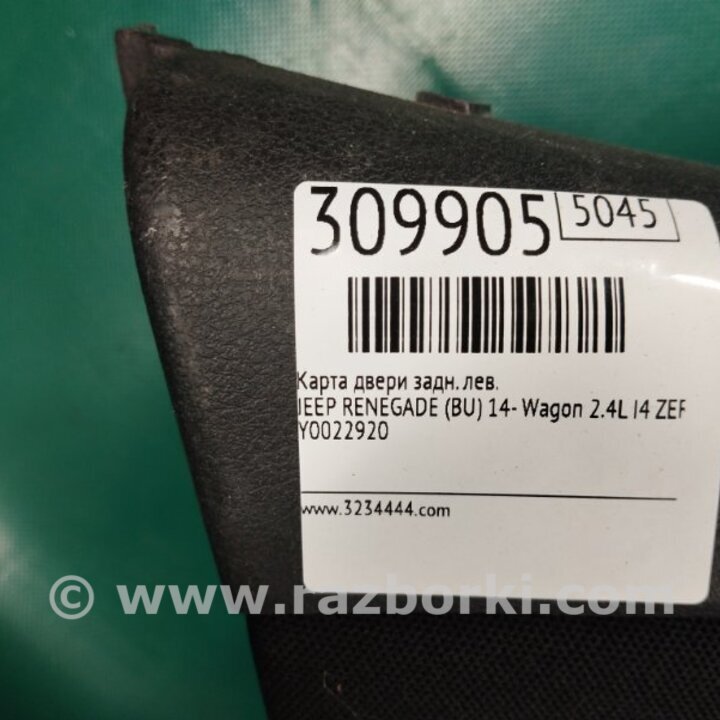 309905 5045
Карта двери задн. лев.
JEEP RENEGADE (BU) 14- Wagon 2.4L I4 ZEF
Y0022920
www.3234444.com
© www.razborki.com